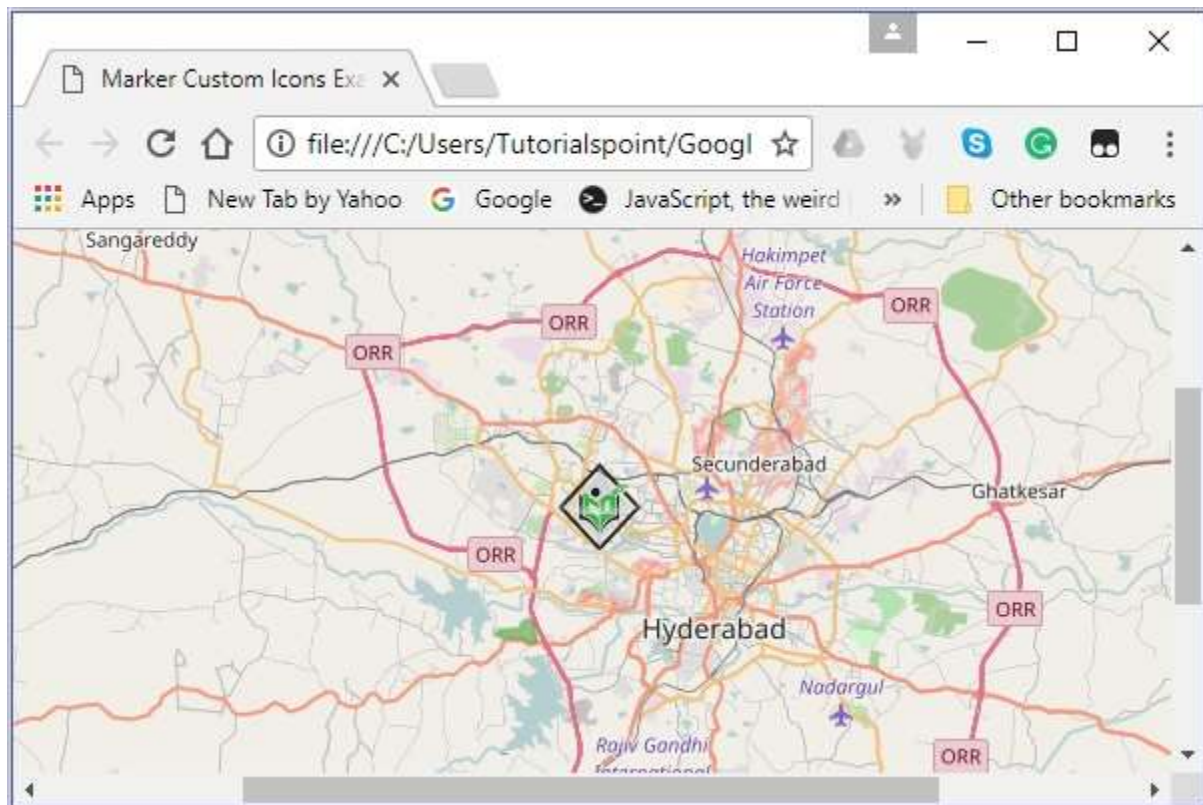 Marker Custom Icons Exa
file:///C:/Users/Tutorialspoint/Googl
Apps New Tab by Yahoo Google JavaScript, the weird » Other bookmarks
Sangareddy
Hakimpet
Air Force
Station
ORR
ORR
ORR
Secunderabad
Ghatkesar
ORR
ORR
Hyderabad
Nadargul
Rajiv Gandhi
International
ORR